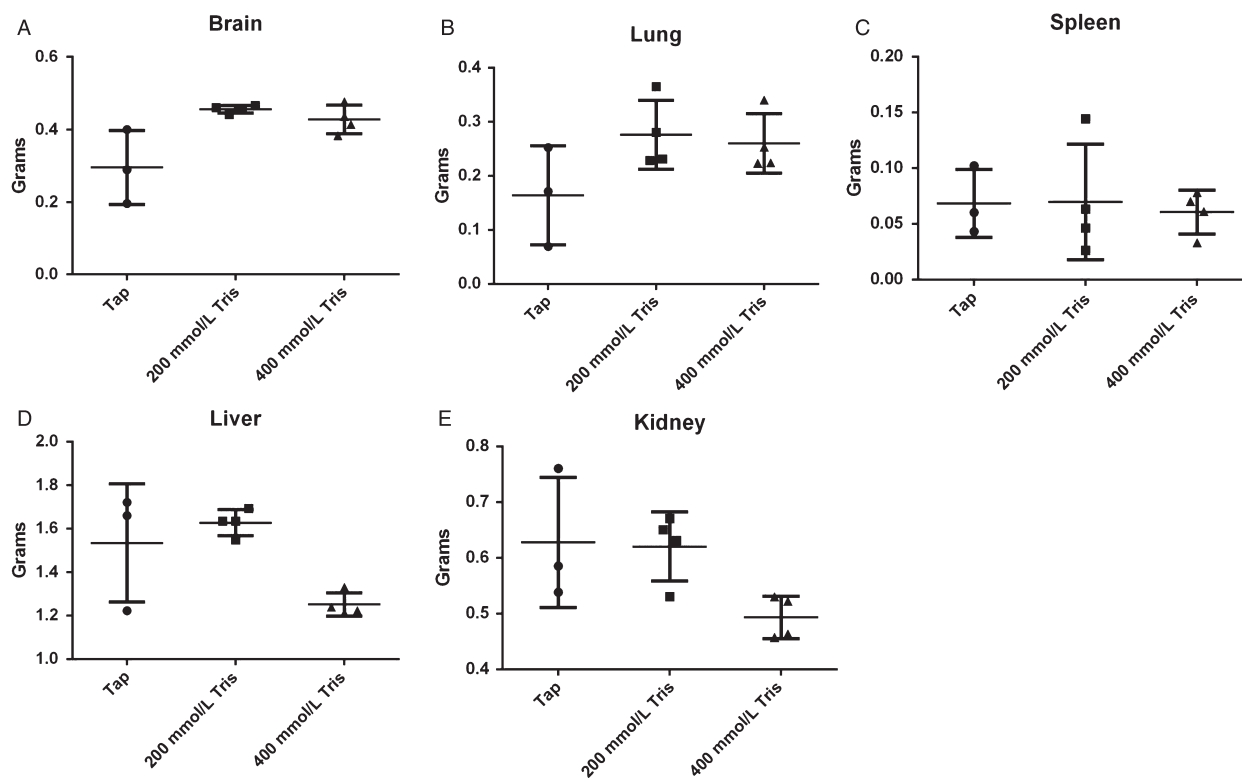 A
Brain
Grams
0.6
0.4
0.2
0.0
Tap
200 mmol/L Tris
400 mmol/L Tris
B
Lung
Grams
0.4
0.3
0.2
0.1
0.0
Tap
200 mmol/L Tris
400 mmol/L Tris
C
Spleen
Grams
0.20
0.15
0.10
0.05
0.00
Tap
200 mmol/L Tris
400 mmol/L Tris
D
Liver
Grams
2.0
1.8
1.6
1.4
1.2
1.0
Tap
200 mmol/L Tris
400 mmol/L Tris
E
Kidney
Grams
0.8
0.7
0.6
0.5
0.4
Tap
200 mmol/L Tris
400 mmol/L Tris